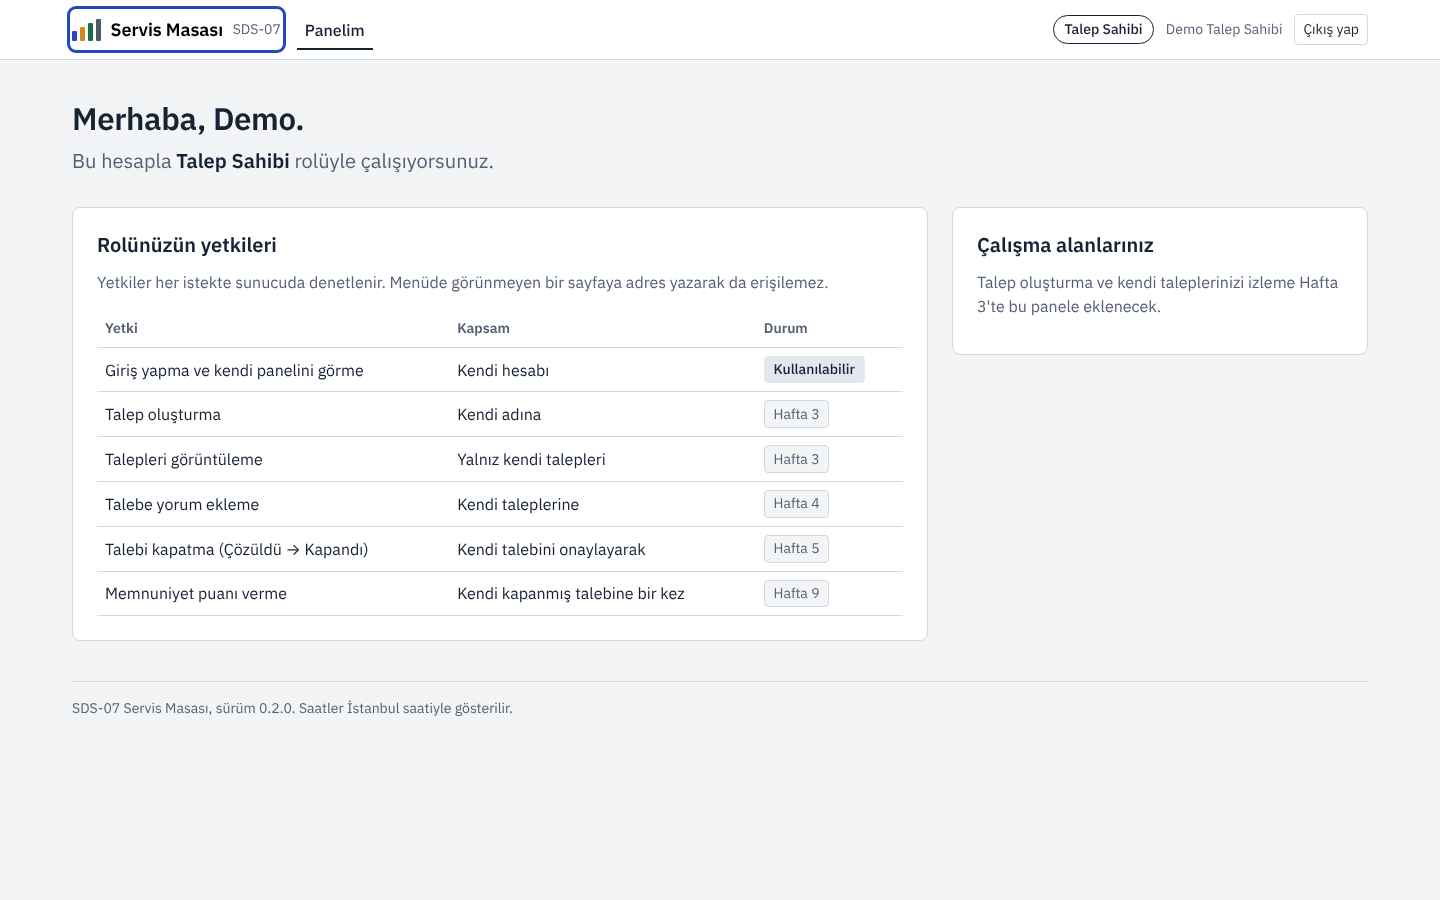 Servis Masası SDS-07 Panelim Talep Sahibi Demo Talep Sahibi Çıkış yap
Merhaba, Demo.
Bu hesapla Talep Sahibi rolüyle çalışıyorsunuz.
Rolünüzün yetkileri
Yetkiler her istekte sunucuda denetlenir. Menüde görünmeyen bir sayfaya adres yazarak da erişilemez.
Yetki Kapsam Durum
Giriş yapma ve kendi panelini görme Kendi hesabı Kullanılabilir
Talep oluşturma Kendi adına Hafta 3
Talepleri görüntüleme Yalnız kendi talepleri Hafta 3
Talebe yorum ekleme Kendi taleplerine Hafta 4
Talebi kapatma (Çözüldü → Kapandı) Kendi talebini onaylayarak Hafta 5
Memnuniyet puanı verme Kendi kapanmış talebine bir kez Hafta 9
Çalışma alanlarınız
Talep oluşturma ve kendi taleplerinizi izleme Hafta
3'te bu panele eklenecek.
SDS-07 Servis Masası, sürüm 0.2.0. Saatler İstanbul saatiyle gösterilir.